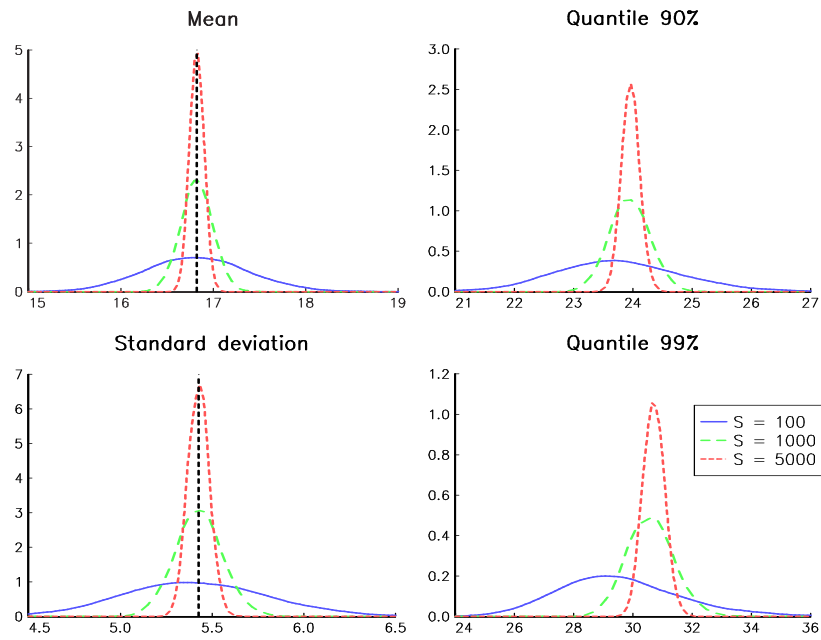 Mean
5
4
3
2
1
0
15 16 17 18 19
Quantile 90%
3.0
2.5
2.0
1.5
1.0
0.5
0.0
21 22 23 24 25 26 27
Standard deviation
7
6
5
4
3
2
1
0
4.5 5.0 5.5 6.0 6.5
Quantile 99%
1.2
1.0
0.8
0.6
0.4
0.2
0.0
24 26 28 30 32 34 36
S = 100
S = 1000
S = 5000